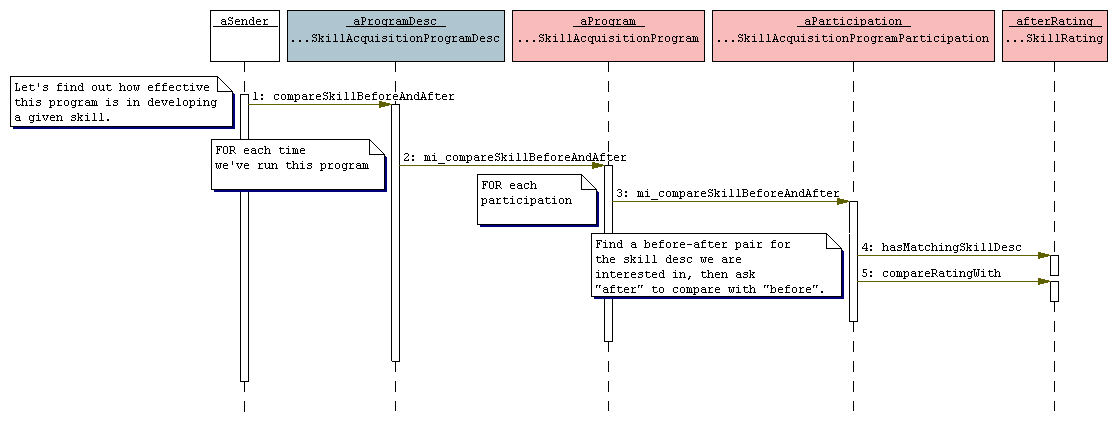 aSender
aProgramDesc
...SkillAcquisitionProgramDesc
aProgram
...SkillAcquisitionProgram
aParticipation
...SkillAcquisitionProgramParticipation
afterRating
...SkillRating
Let's find out how effective
this program is in developing
a given skill.
1: compareSkillBeforeAndAfter
FOR each time
we've run this program
2: mi_compareSkillBeforeAndAfter
FOR each
participation
3: mi_compareSkillBeforeAndAfter
Find a before-after pair for
the skill desc we are
interested in, then ask
"after" to compare with "before".
4: hasMatchingSkillDesc
5: compareRatingWith